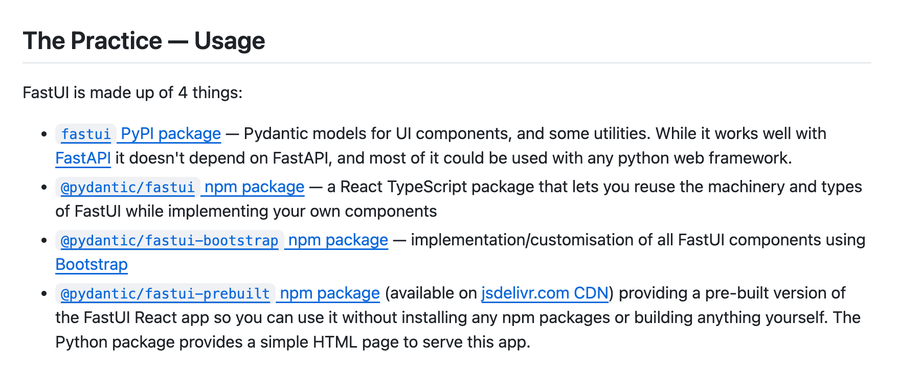 The Practice — Usage
FastUI is made up of 4 things:
• fastui PyPI package — Pydantic models for UI components, and some utilities. While it works well with
FastAPI it doesn't depend on FastAPI, and most of it could be used with any python web framework.
• @pydantic/fastui npm package — a React TypeScript package that lets you reuse the machinery and types
of FastUI while implementing your own components
• @pydantic/fastui-bootstrap npm package — implementation/customisation of all FastUI components using
Bootstrap
• @pydantic/fastui-prebuilt npm package (available on jsdelivr.com CDN) providing a pre-built version of
the FastUI React app so you can use it without installing any npm packages or building anything yourself. The
Python package provides a simple HTML page to serve this app.